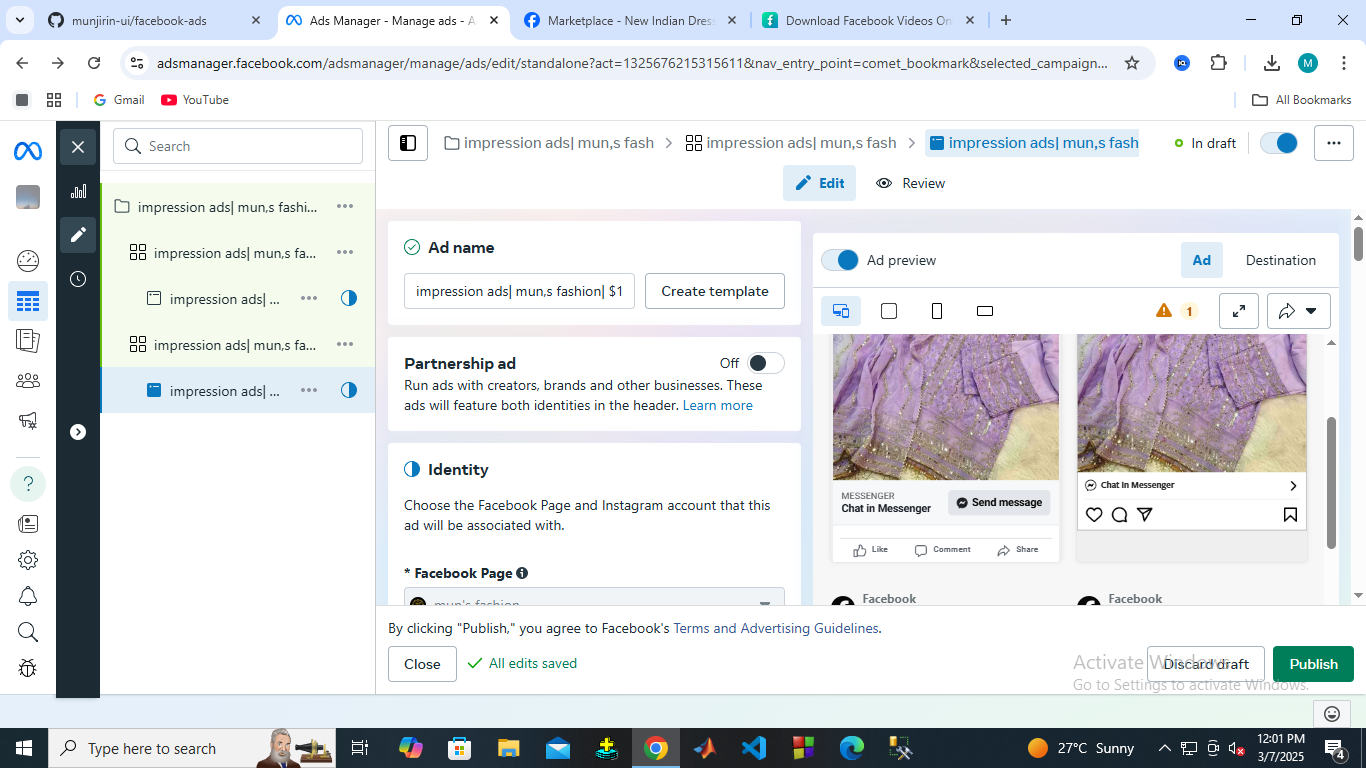 munjirin-ui/facebook-ads
Ads Manager - Manage ads - A
Marketplace - New Indian Dres
Download Facebook Videos On
adsmanager.facebook.com/adsmanager/manage/ads/edit/standalone?act=1325676215315611&nav_entry_point=comet_bookmark&selected_campaign...
M
Gmail
YouTube
All Bookmarks
Search
impression ads| mun,s fash
impression ads| mun,s fash
impression ads| mun,s fash
In draft
Edit
Review
impression ads| mun,s fashi...
impression ads| mun,s fa...
impression ads| ...
impression ads| mun,s fa...
impression ads| ...
Ad name
impression ads| mun,s fashion| $1
Create template
Partnership ad
Off
Run ads with creators, brands and other businesses. These
ads will feature both identities in the header. Learn more
Identity
Choose the Facebook Page and Instagram account that this
ad will be associated with.
* Facebook Page
mun's fashion
Ad preview
Ad
Destination
1
MESSENGER
Chat in Messenger
Send message
Like
Comment
Share
Chat in Messenger
Facebook
Facebook
By clicking "Publish," you agree to Facebook's Terms and Advertising Guidelines.
Close
All edits saved
Discard draft
Publish
Activate Windows
Go to Settings to activate Windows.
Type here to search
27°C Sunny
12:01 PM
3/7/2025
4